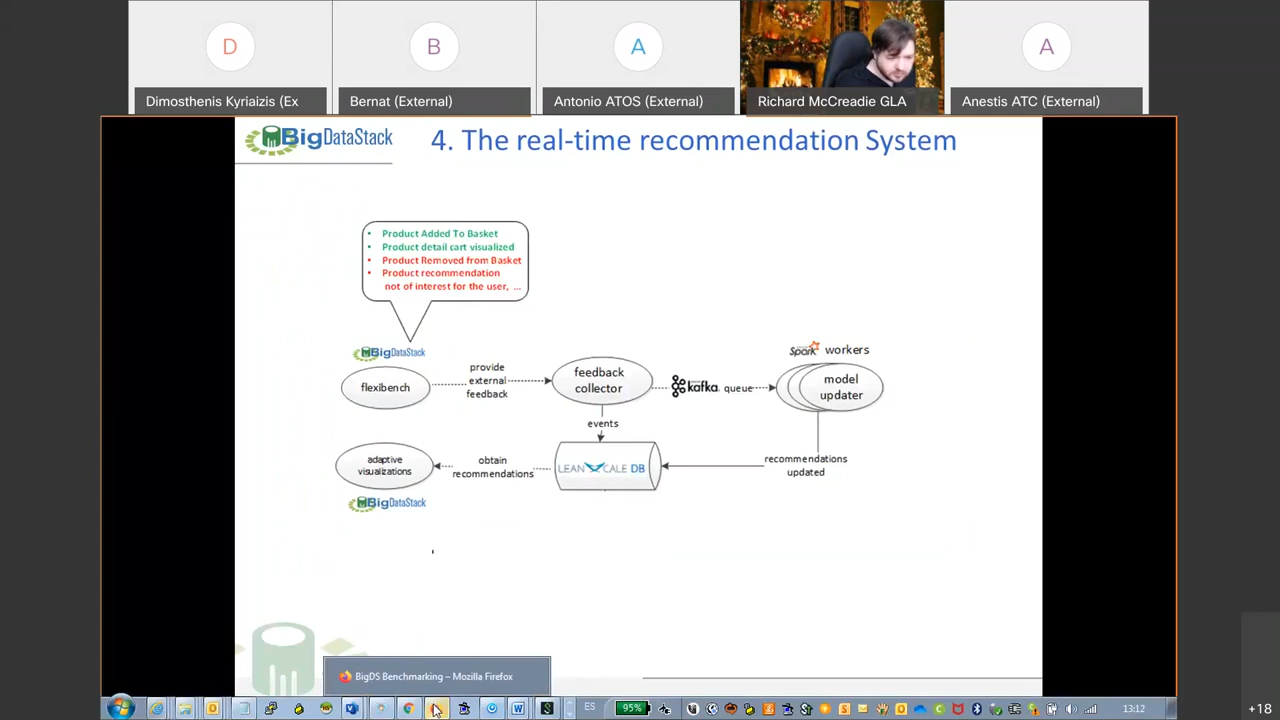 D
B
A
A
Dimosthenis Kyriaizis (Ex
Bernat (External)
Antonio ATOS (External)
Richard McCreadie GLA
Anestis ATC (External)
BigDataStack
4. The real-time recommendation System
• Product Added To Basket
• Product detail cart visualized
• Product Removed from Basket
• Product recommendation
not of interest for the user, ...
BigDataStack
Spark workers
flexibench
provide
external
feedback
feedback
collector
kafka queue
model
updater
events
adaptive
visualizations
obtain
recommendations
LEANXCALE DB
recommendations
updated
BigDataStack
BigDS Benchmarking - Mozilla Firefox
ES
95%
13:12
+18